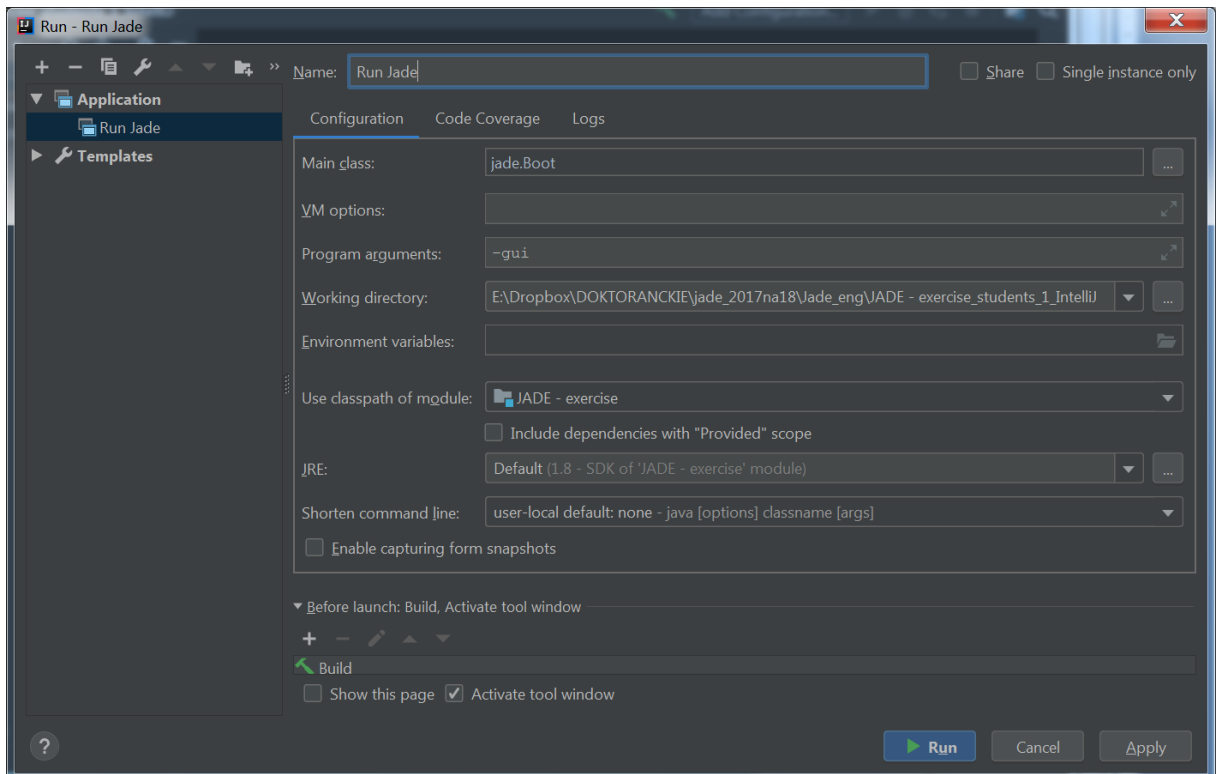 Run - Run Jade
Name: Run Jade Share Single instance only
Application
Run Jade
Templates
Configuration Code Coverage Logs
Main class: jade.Boot ...
VM options:
Program arguments: -gui
Working directory: E:\Dropbox\DOKTORANCKIE\jade_2017na18\Jade_eng\JADE - exercise_students_1_IntelliJ ...
Environment variables:
Use classpath of module: JADE - exercise
Include dependencies with "Provided" scope
JRE: Default (1.8 - SDK of 'JADE - exercise' module) ...
Shorten command line: user-local default: none - java [options] classname [args]
Enable capturing form snapshots
Before launch: Build, Activate tool window
Build
Show this page Activate tool window
? Run Cancel Apply